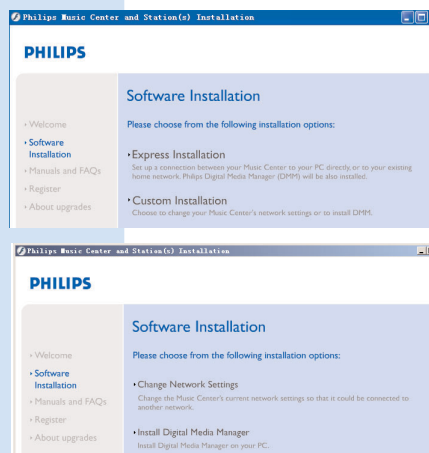 Philips Music Center and Station(s) Installation
PHILIPS
Software Installation
Welcome
Please choose from the following installation options:
Software
Installation
Express Installation
Set up a connection between your Music Center to your PC directly, or to your existing
home network. Philips Digital Media Manager (DMM) will be also installed.
Manuals and FAQs
Register
Custom Installation
About upgrades
Choose to change your Music Center's network settings or to install DMM.
Philips Music Center and Station(s) Installation
PHILIPS
Software Installation
Welcome
Please choose from the following installation options:
Software
Installation
Change Network Settings
Manuals and FAQs
Change the Music Center's current network settings so that it could be connected to
another network.
Register
Install Digital Media Manager
About upgrades
Install Digital Media Manager on your PC.